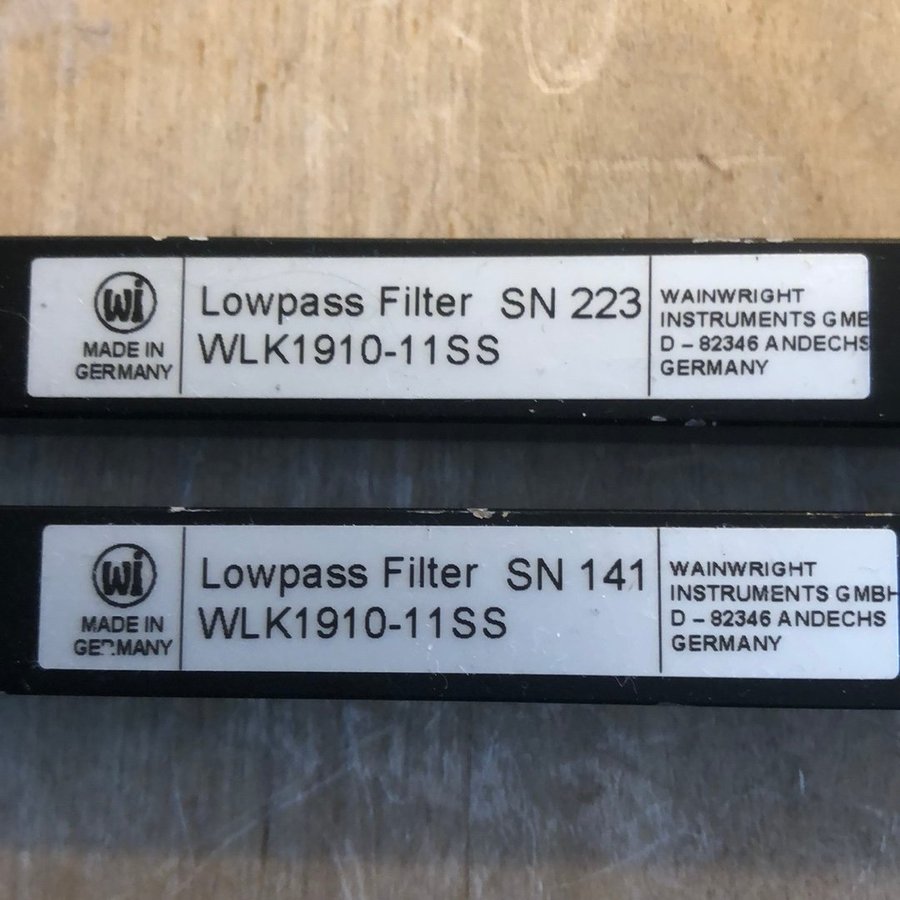 wi
MADE IN
GERMANY
Lowpass Filter SN 223
WLK1910-11SS
WAINWRIGHT
INSTRUMENTS GMB
D – 82346 ANDECHS
GERMANY
wi
MADE IN
GERMANY
Lowpass Filter SN 141
WLK1910-11SS
WAINWRIGHT
INSTRUMENTS GMBH
D – 82346 ANDECHS
GERMANY